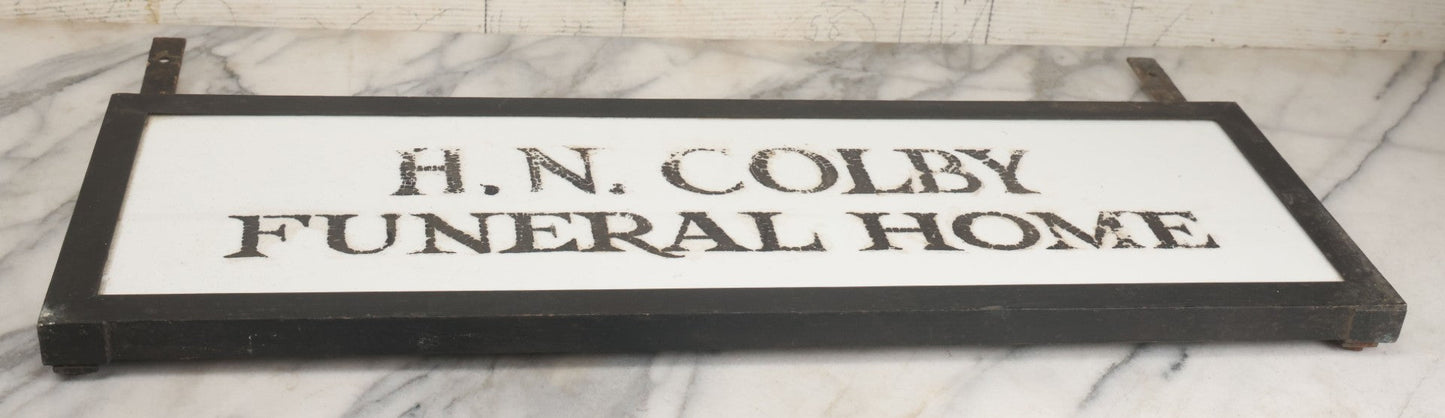 H. N. COLBY
FUNERAL HOME